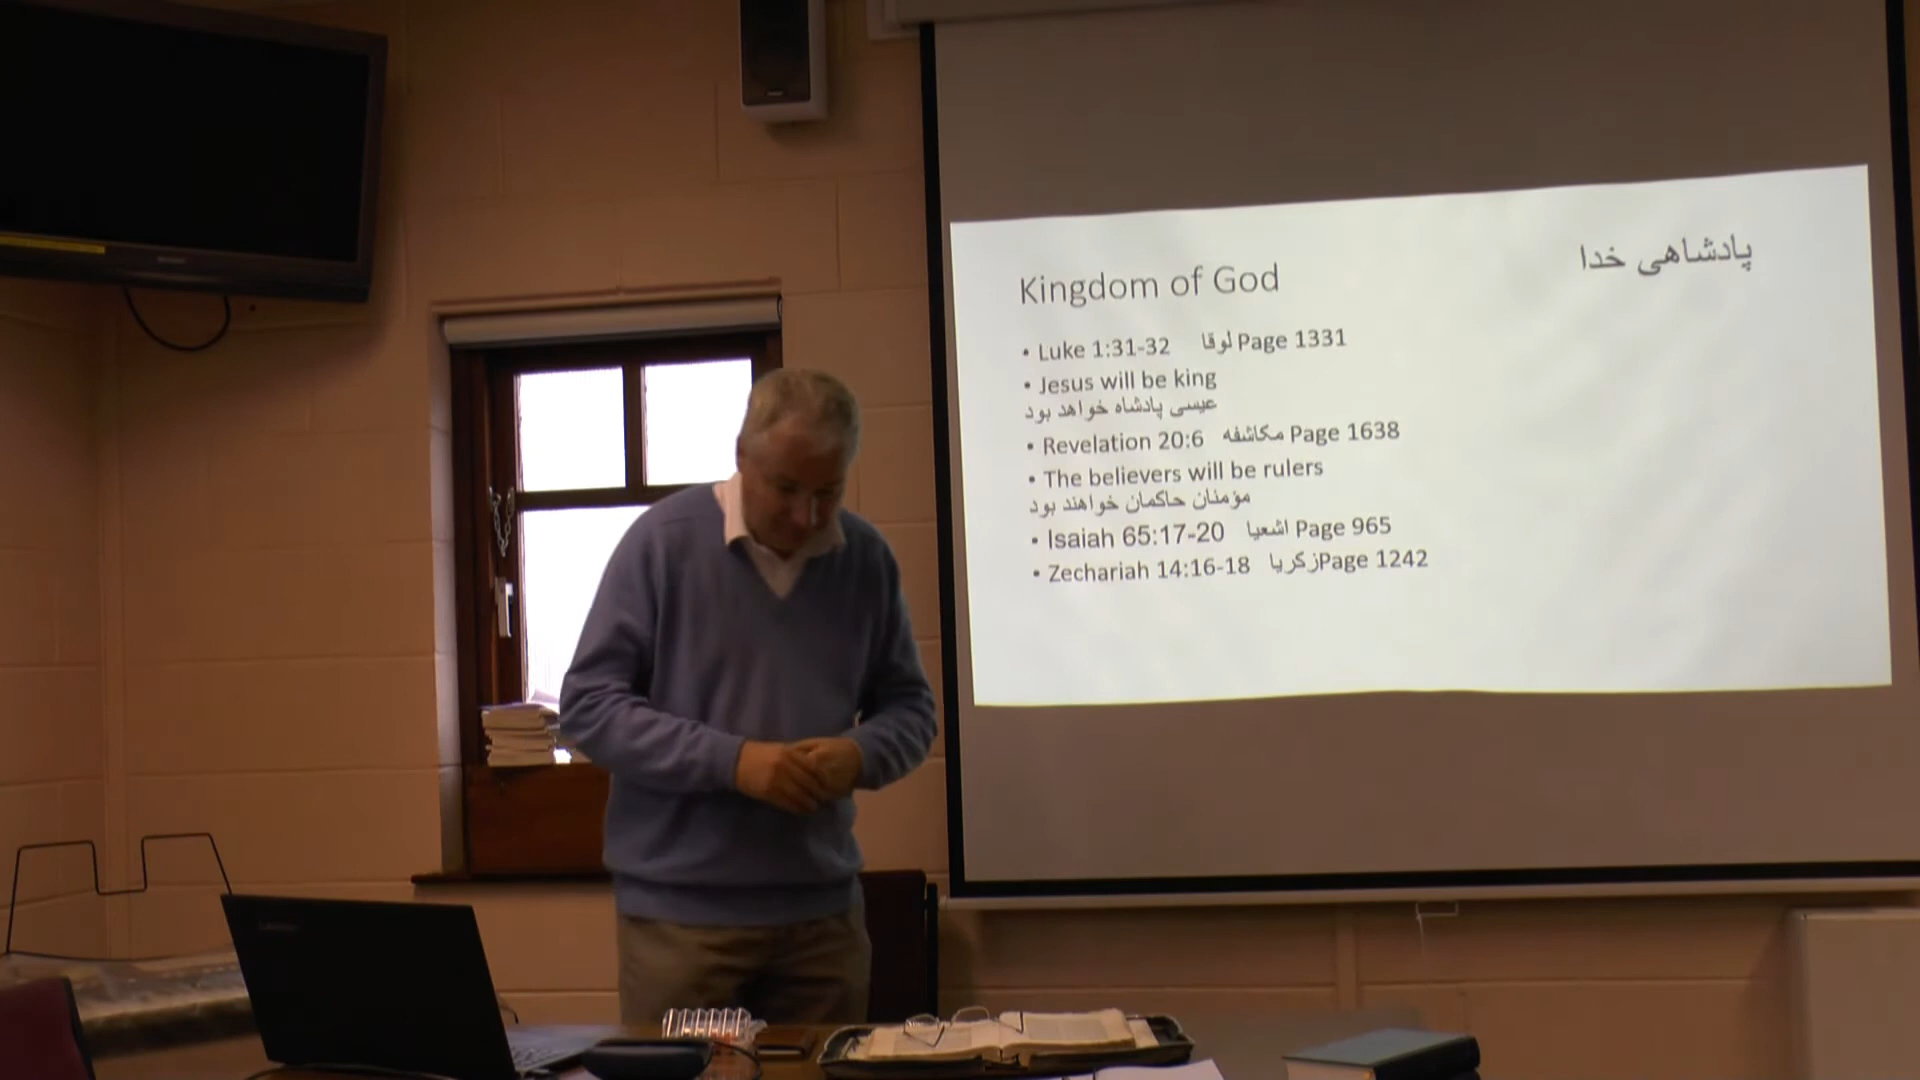 Kingdom of God
پادشاهی خدا
• Luke 1:31-32 لوقا Page 1331
• Jesus will be king
عیسی پادشاه خواهد بود
• Revelation 20:6 مکاشفه Page 1638
• The believers will be rulers
مؤمنان حاکمان خواهند بود
• Isaiah 65:17-20 اشعیا Page 965
• Zechariah 14:16-18 زکریا Page 1242